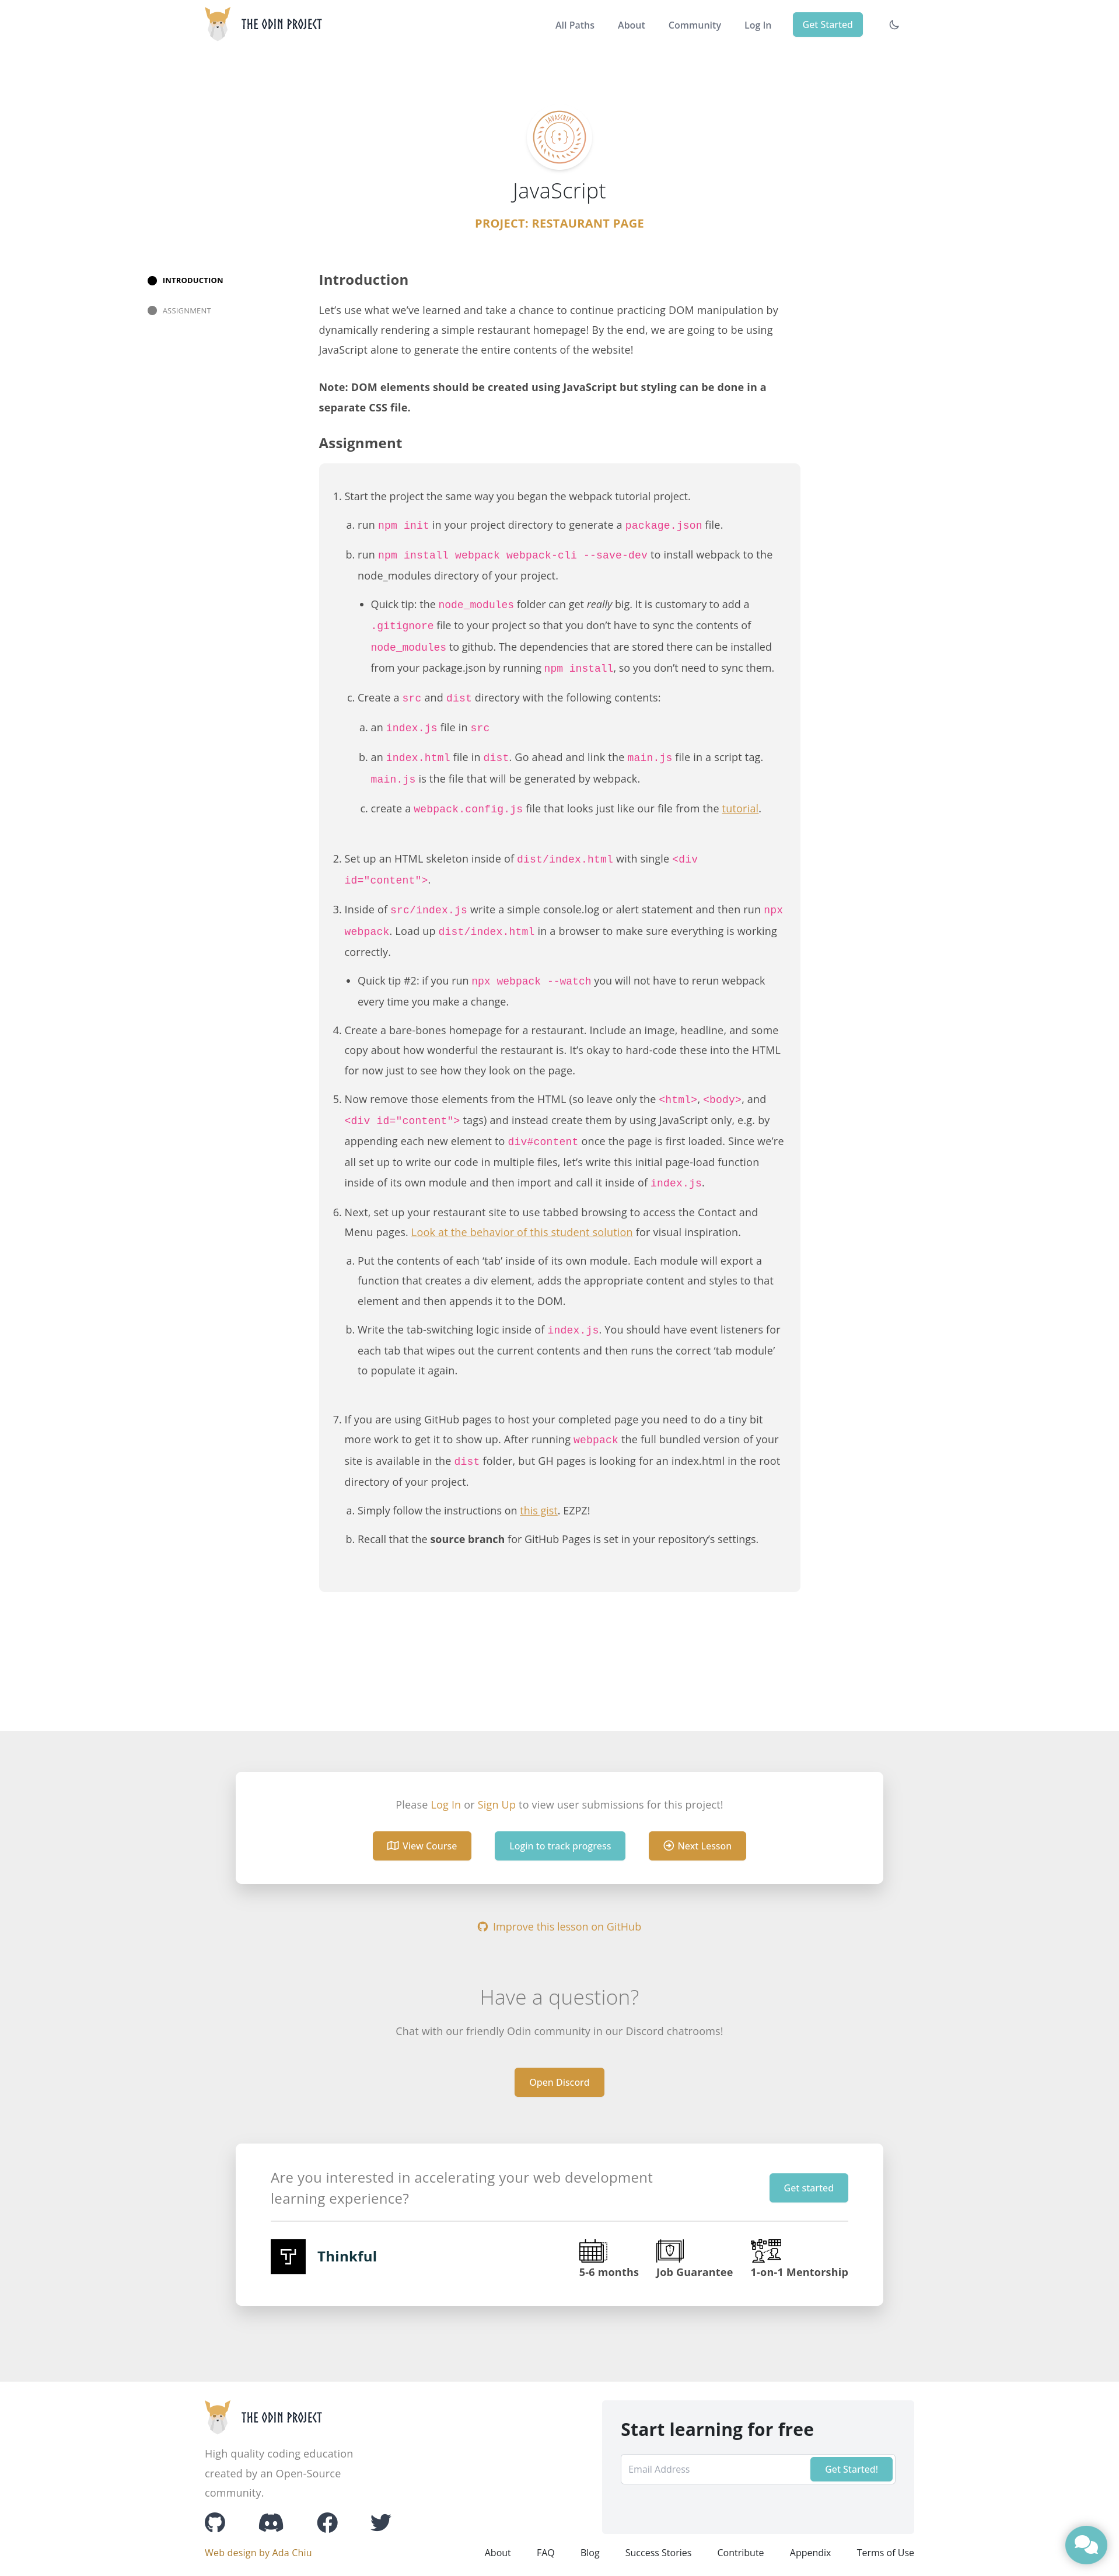 THE ODIN PROJECT
All Paths
About
Community
Log In
Get Started
JAVASCRIPT
{ ; }
JavaScript
PROJECT: RESTAURANT PAGE
INTRODUCTION
ASSIGNMENT
Introduction
Let’s use what we’ve learned and take a chance to continue practicing DOM manipulation by
dynamically rendering a simple restaurant homepage! By the end, we are going to be using
JavaScript alone to generate the entire contents of the website!
Note: DOM elements should be created using JavaScript but styling can be done in a
separate CSS file.
Assignment
1. Start the project the same way you began the webpack tutorial project.
a. run npm init in your project directory to generate a package.json file.
b. run npm install webpack webpack-cli --save-dev to install webpack to the
node_modules directory of your project.
• Quick tip: the node_modules folder can get really big. It is customary to add a
.gitignore file to your project so that you don’t have to sync the contents of
node_modules to github. The dependencies that are stored there can be installed
from your package.json by running npm install, so you don’t need to sync them.
c. Create a src and dist directory with the following contents:
a. an index.js file in src
b. an index.html file in dist. Go ahead and link the main.js file in a script tag.
main.js is the file that will be generated by webpack.
c. create a webpack.config.js file that looks just like our file from the tutorial.
2. Set up an HTML skeleton inside of dist/index.html with single <div
id="content">.
3. Inside of src/index.js write a simple console.log or alert statement and then run npx
webpack. Load up dist/index.html in a browser to make sure everything is working
correctly.
• Quick tip #2: if you run npx webpack --watch you will not have to rerun webpack
every time you make a change.
4. Create a bare-bones homepage for a restaurant. Include an image, headline, and some
copy about how wonderful the restaurant is. It’s okay to hard-code these into the HTML
for now just to see how they look on the page.
5. Now remove those elements from the HTML (so leave only the <html>, <body>, and
<div id="content"> tags) and instead create them by using JavaScript only, e.g. by
appending each new element to div#content once the page is first loaded. Since we’re
all set up to write our code in multiple files, let’s write this initial page-load function
inside of its own module and then import and call it inside of index.js.
6. Next, set up your restaurant site to use tabbed browsing to access the Contact and
Menu pages. Look at the behavior of this student solution for visual inspiration.
a. Put the contents of each ‘tab’ inside of its own module. Each module will export a
function that creates a div element, adds the appropriate content and styles to that
element and then appends it to the DOM.
b. Write the tab-switching logic inside of index.js. You should have event listeners for
each tab that wipes out the current contents and then runs the correct ‘tab module’
to populate it again.
7. If you are using GitHub pages to host your completed page you need to do a tiny bit
more work to get it to show up. After running webpack the full bundled version of your
site is available in the dist folder, but GH pages is looking for an index.html in the root
directory of your project.
a. Simply follow the instructions on this gist. EZPZ!
b. Recall that the source branch for GitHub Pages is set in your repository’s settings.
Please Log In or Sign Up to view user submissions for this project!
View Course
Login to track progress
Next Lesson
Improve this lesson on GitHub
Have a question?
Chat with our friendly Odin community in our Discord chatrooms!
Open Discord
Are you interested in accelerating your web development
learning experience?
Get started
Thinkful
5-6 months
Job Guarantee
1-on-1 Mentorship
THE ODIN PROJECT
High quality coding education
created by an Open-Source
community.
Start learning for free
Email Address
Get Started!
Web design by Ada Chiu
About
FAQ
Blog
Success Stories
Contribute
Appendix
Terms of Use